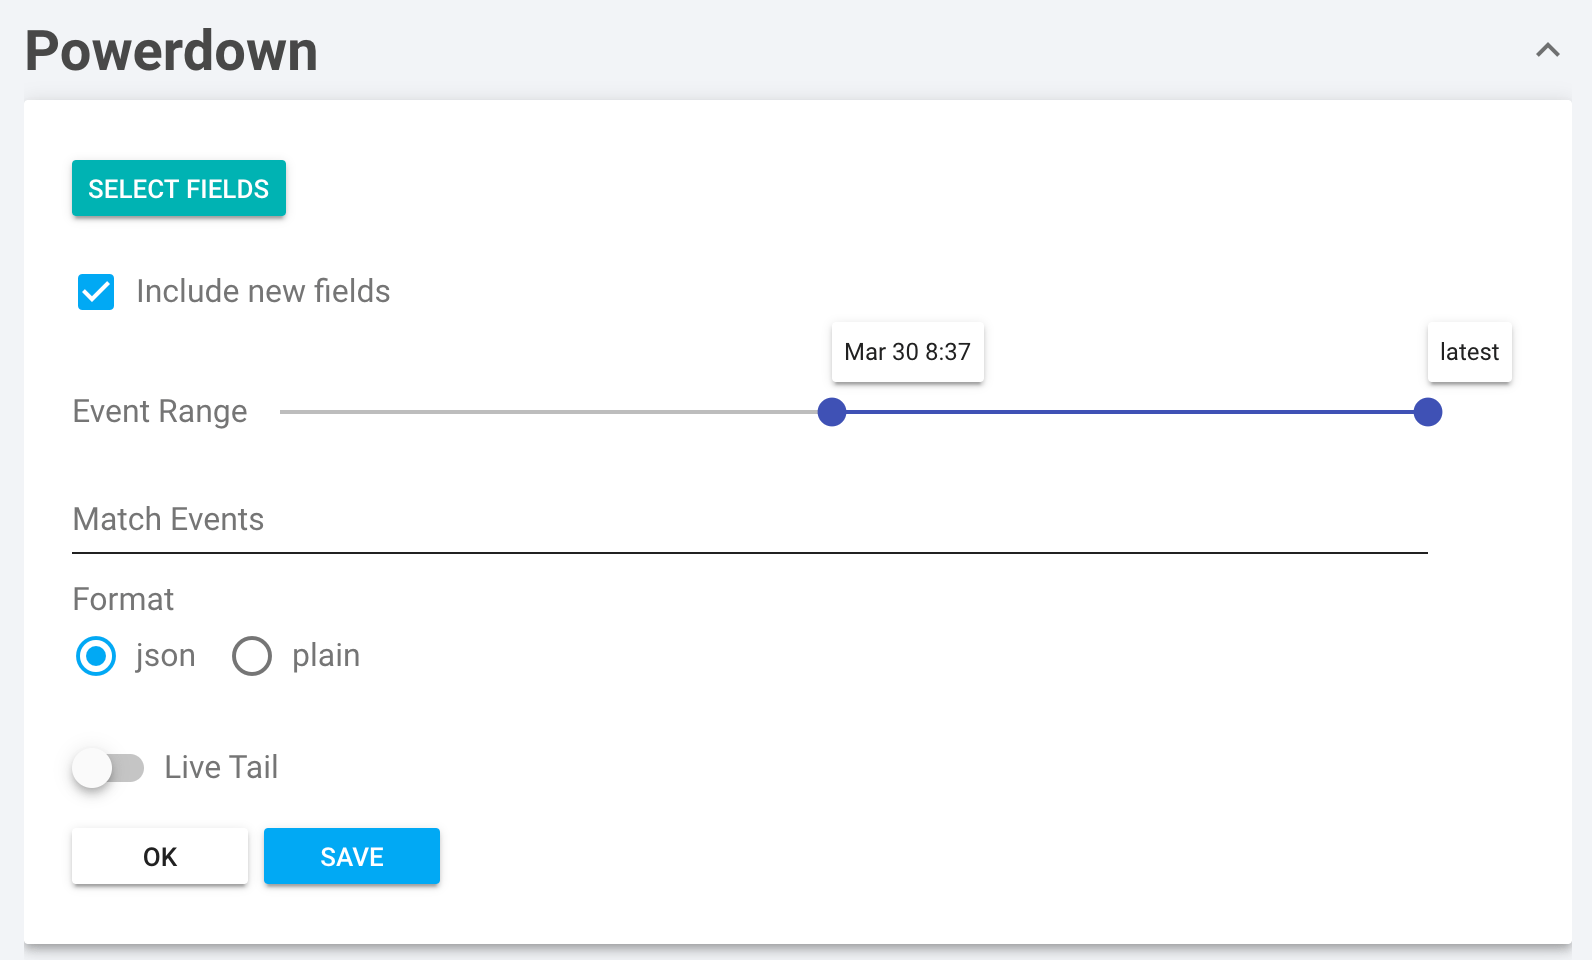 Powerdown
SELECT FIELDS
Include new fields
Mar 30 8:37
latest
Event Range
Match Events
Format
json
plain
Live Tail
OK
SAVE